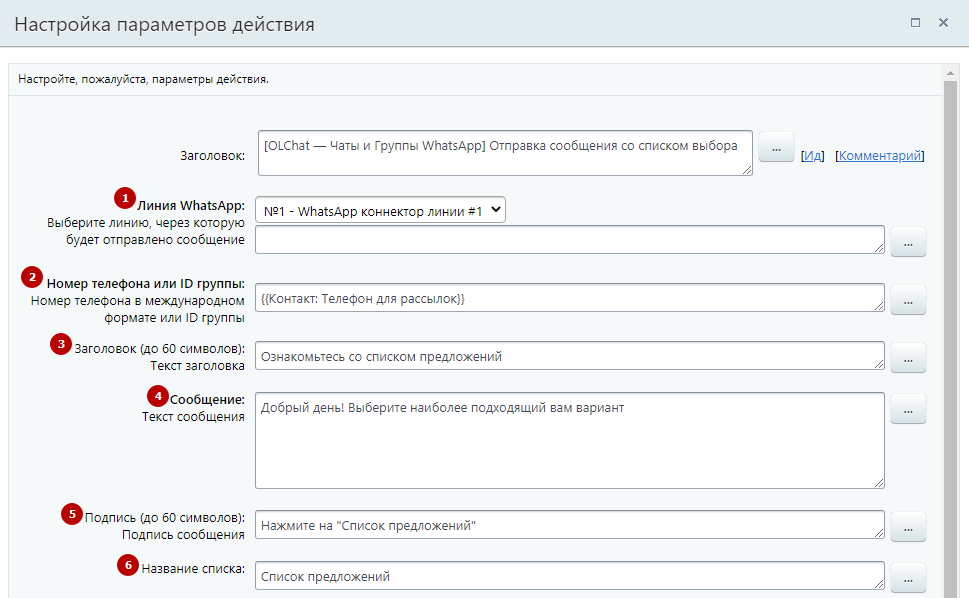 Настройка параметров действия
Настройте, пожалуйста, параметры действия.
Заголовок:
[OLChat — Чаты и Группы WhatsApp] Отправка сообщения со списком выбора
...
[Ид] [Комментарий]
1
Линия WhatsApp:
Выберите линию, через которую
будет отправлено сообщение
№1 - WhatsApp коннектор линии #1
...
2
Номер телефона или ID группы:
Номер телефона в международном
формате или ID группы
{{Контакт: Телефон для рассылок}}
...
3
Заголовок (до 60 символов):
Текст заголовка
Ознакомьтесь со списком предложений
...
4
Сообщение:
Текст сообщения
Добрый день! Выберите наиболее подходящий вам вариант
...
5
Подпись (до 60 символов):
Подпись сообщения
Нажмите на "Список предложений"
...
6
Название списка:
Список предложений
...